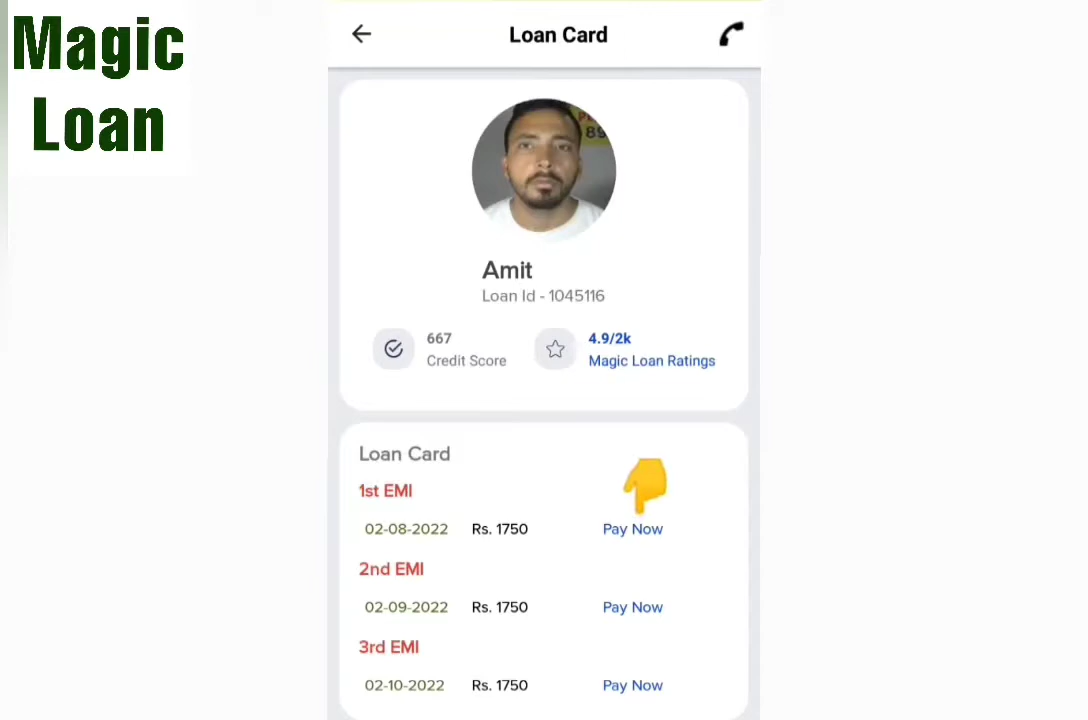 Magic
Loan
Loan Card
89
Amit
Loan Id - 1045116
667
Credit Score
4.9/2k
Magic Loan Ratings
Loan Card
1st EMI
02-08-2022 Rs. 1750 Pay Now
2nd EMI
02-09-2022 Rs. 1750 Pay Now
3rd EMI
02-10-2022 Rs. 1750 Pay Now